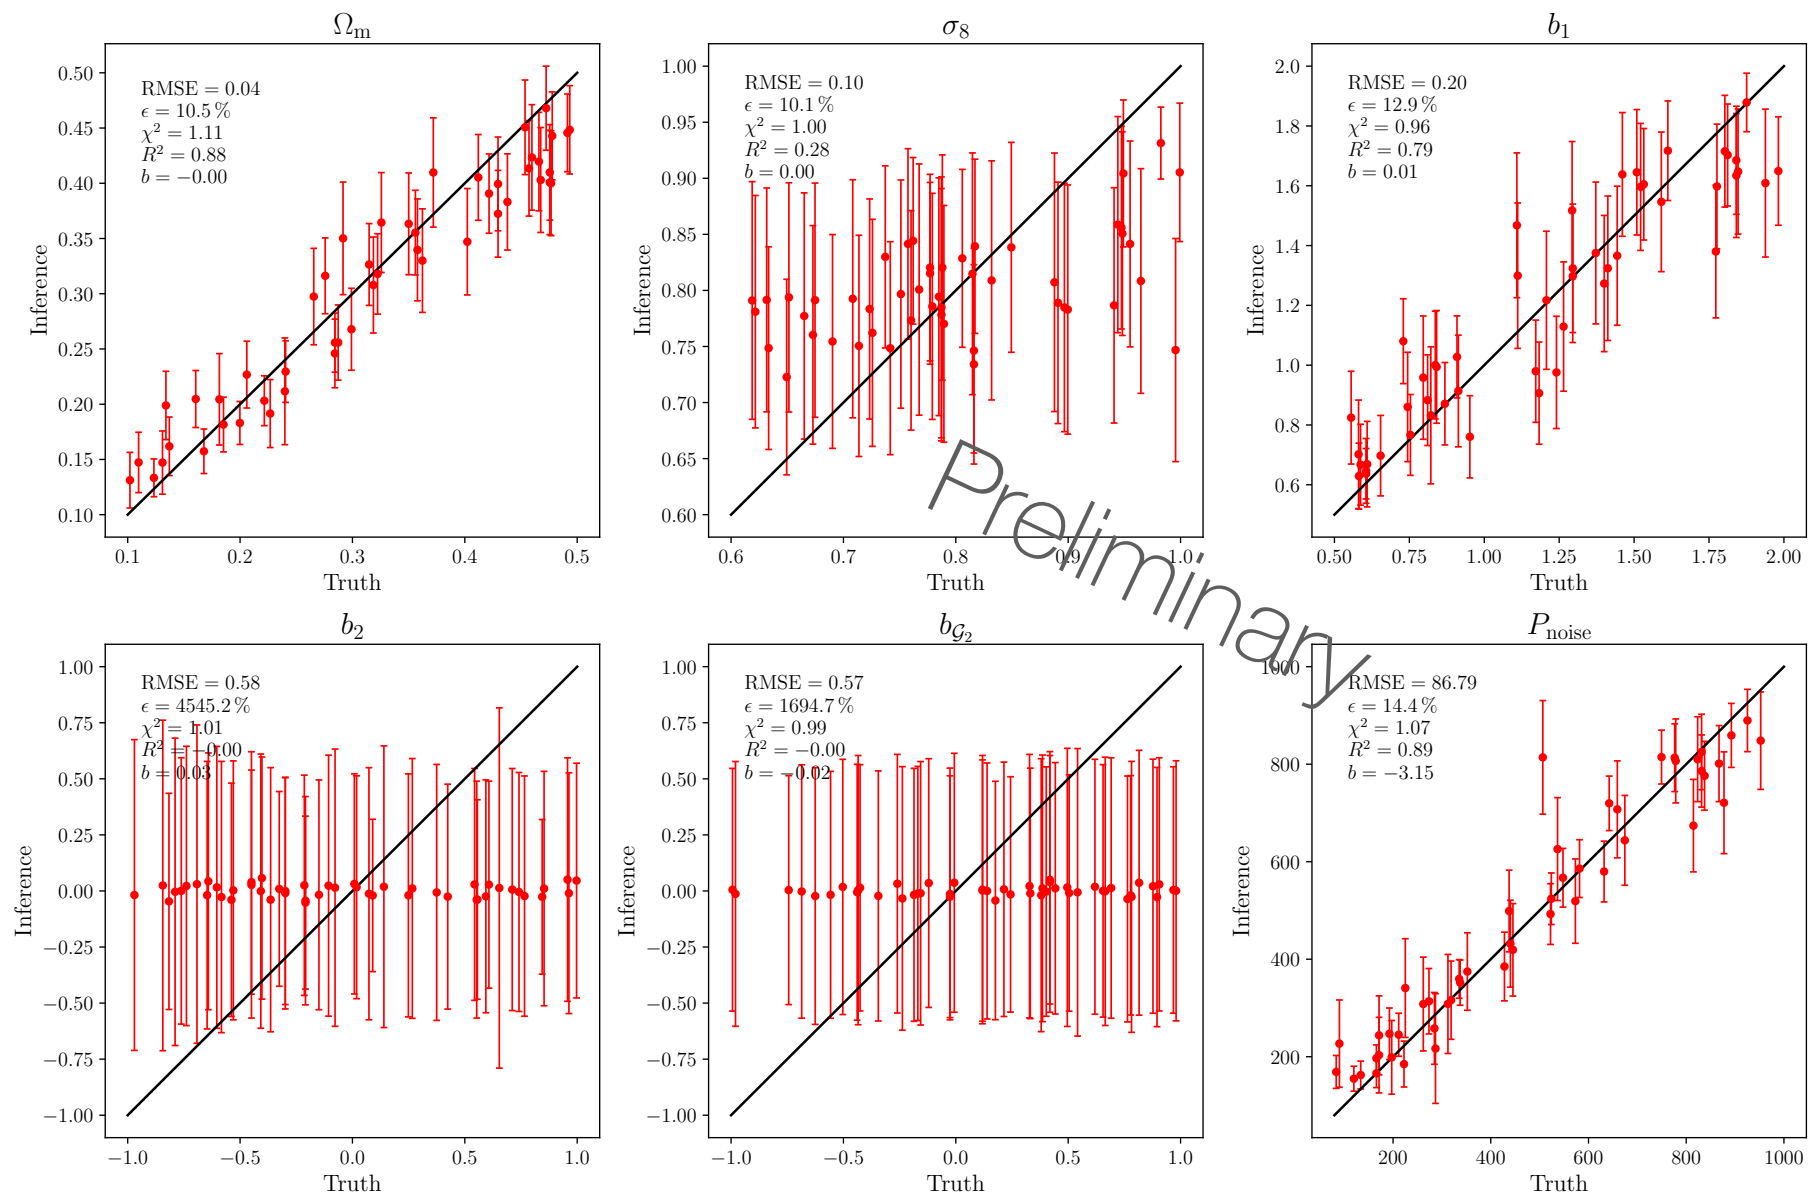 Ωm
RMSE = 0.04
ϵ = 10.5 %
χ² = 1.11
R² = 0.88
b = −0.00
0.50
0.45
0.40
0.35
0.30
0.25
0.20
0.15
0.10
Inference
0.1 0.2 0.3 0.4 0.5
Truth
σ8
RMSE = 0.10
ϵ = 10.1 %
χ² = 1.00
R² = 0.28
b = 0.00
1.00
0.95
0.90
0.85
0.80
0.75
0.70
0.65
0.60
Inference
0.6 0.7 0.8 0.9 1.0
Truth
b1
RMSE = 0.20
ϵ = 12.9 %
χ² = 0.96
R² = 0.79
b = 0.01
2.0
1.8
1.6
1.4
1.2
1.0
0.8
0.6
Inference
0.50 0.75 1.00 1.25 1.50 1.75 2.00
Truth
Preliminary
b2
RMSE = 0.58
ϵ = 4545.2 %
χ² = 1.01
R² = −0.00
b = 0.03
1.00
0.75
0.50
0.25
0.00
−0.25
−0.50
−0.75
−1.00
Inference
−1.0 −0.5 0.0 0.5 1.0
Truth
b𝒢2
RMSE = 0.57
ϵ = 1694.7 %
χ² = 0.99
R² = −0.00
b = −0.02
1.00
0.75
0.50
0.25
0.00
−0.25
−0.50
−0.75
−1.00
Inference
−1.0 −0.5 0.0 0.5 1.0
Truth
Pnoise
RMSE = 86.79
ϵ = 14.4 %
χ² = 1.07
R² = 0.89
b = −3.15
1000
800
600
400
200
Inference
200 400 600 800 1000
Truth